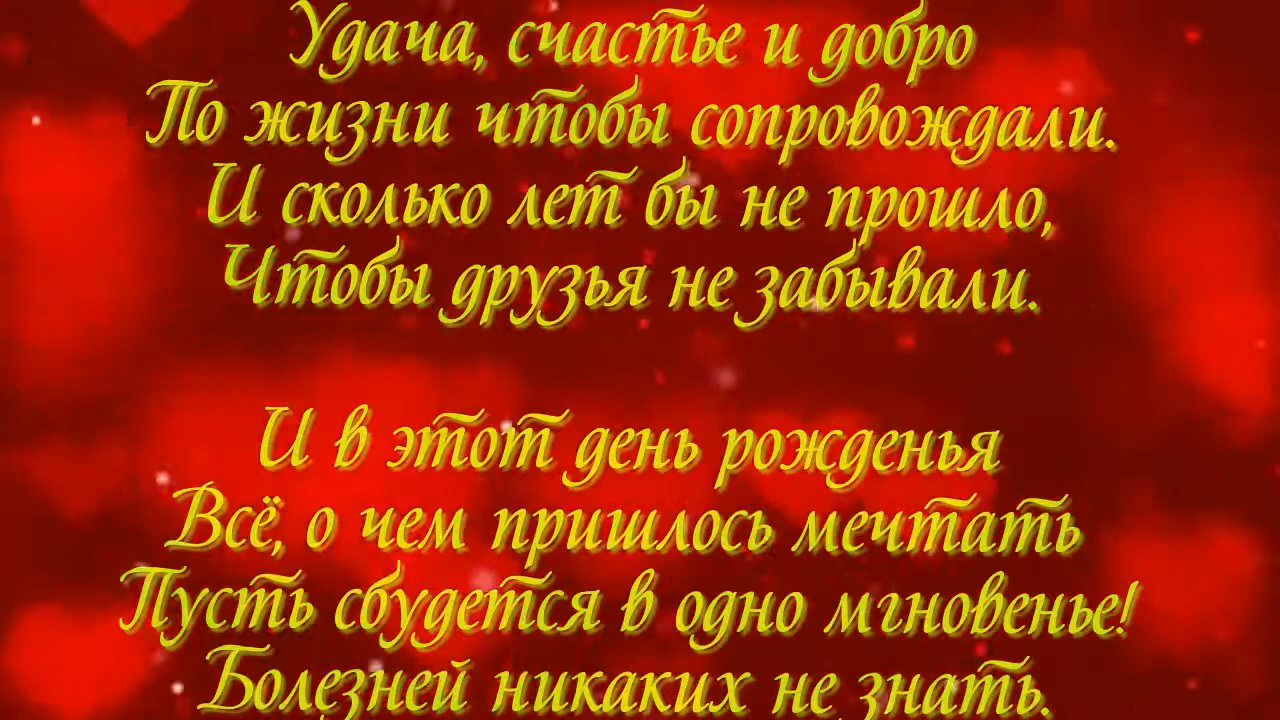 Удача, счастье и добро
По жизни чтобы сопровождали.
И сколько лет бы не прошло,
Чтобы друзья не забывали.
И в этот день рожденья
Всё, о чем пришлось мечтать
Пусть сбудется в одно мгновенье!
Болезней никаких не знать.